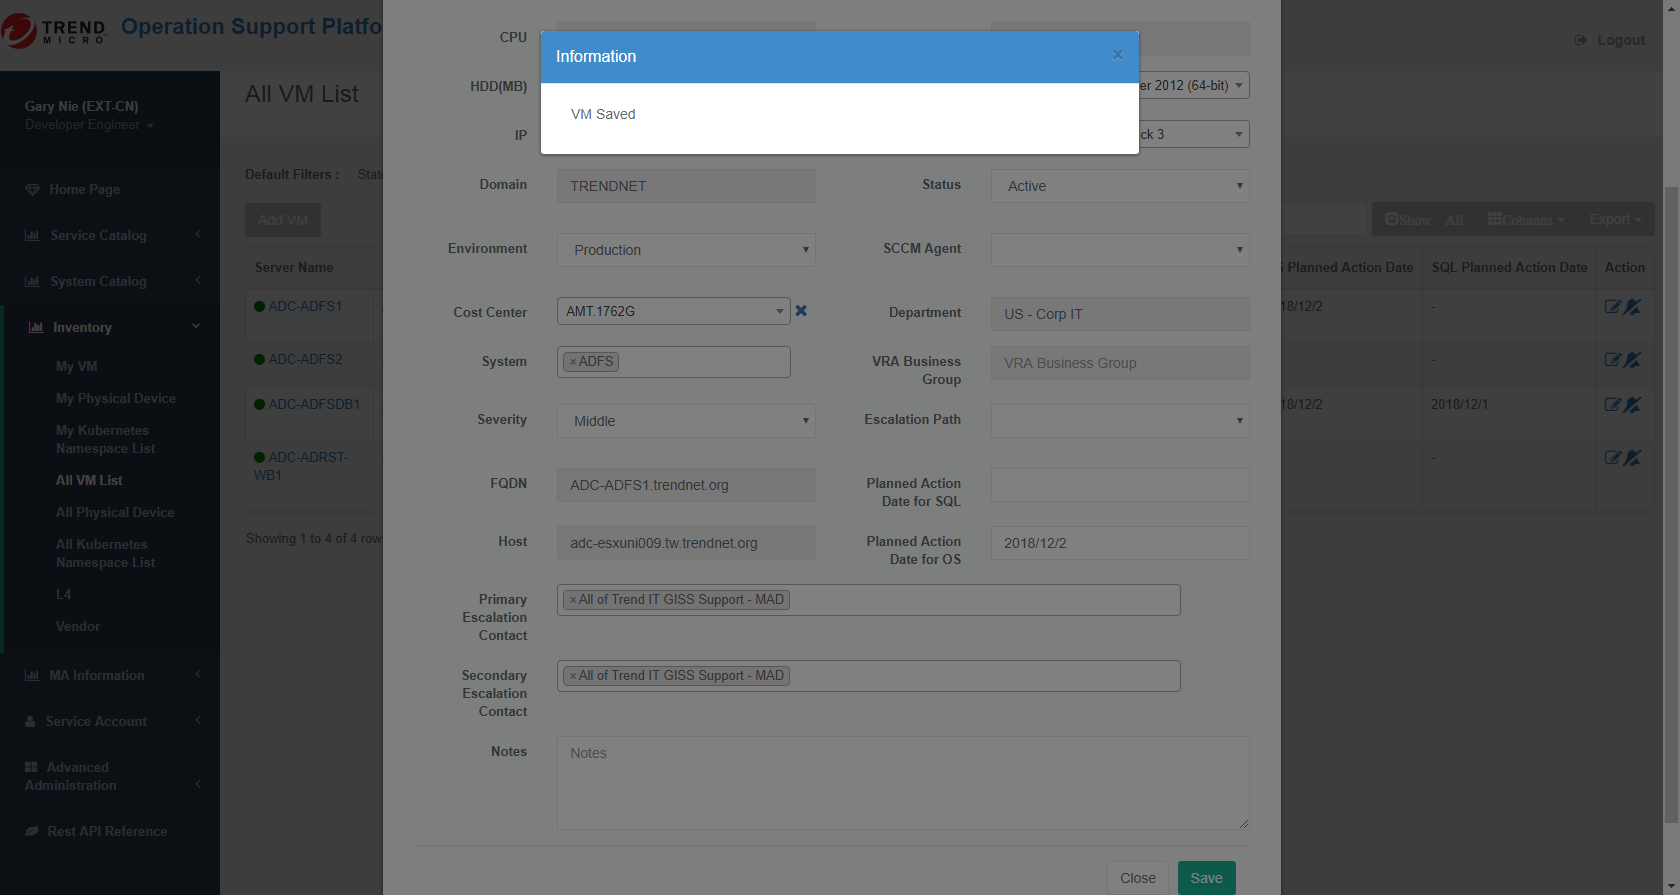 TREND MICRO
Operation Support Platfo
Logout
Gary Nie (EXT-CN)
Developer Engineer
Home Page
Service Catalog
System Catalog
Inventory
My VM
My Physical Device
My Kubernetes
Namespace List
All VM List
All Physical Device
All Kubernetes
Namespace List
L4
Vendor
MA Information
Service Account
Advanced
Administration
Rest API Reference
All VM List
Default Filters : Stat
Add VM
Show All Columns Export
Server Name
Planned Action Date SQL Planned Action Date Action
ADC-ADFS1
18/12/2 -
ADC-ADFS2
-
ADC-ADFSDB1
18/12/2 2018/12/1
ADC-ADRST-
WB1
-
Showing 1 to 4 of 4 row
Information ×
VM Saved
CPU
HDD(MB)
er 2012 (64-bit)
IP
ck 3
Domain TRENDNET
Status Active
Environment Production
SCCM Agent
Cost Center AMT.1762G
Department US - Corp IT
System ×ADFS
VRA Business
Group
VRA Business Group
Severity Middle
Escalation Path
FQDN ADC-ADFS1.trendnet.org
Planned Action
Date for SQL
Host adc-esxuni009.tw.trendnet.org
Planned Action
Date for OS
2018/12/2
Primary
Escalation
Contact
×All of Trend IT GISS Support - MAD
Secondary
Escalation
Contact
×All of Trend IT GISS Support - MAD
Notes
Notes
Close Save